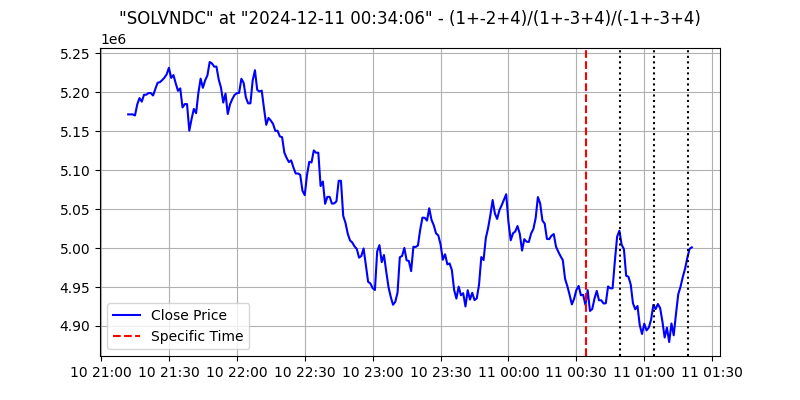 "SOLVNDC" at "2024-12-11 00:34:06" - (1+-2+4)/(1+-3+4)/(-1+-3+4)
1e6
5.25
5.20
5.15
5.10
5.05
5.00
4.95
4.90
Close Price
Specific Time
10 21:00 10 21:30 10 22:00 10 22:30 10 23:00 10 23:30 11 00:00 11 00:30 11 01:00 11 01:30